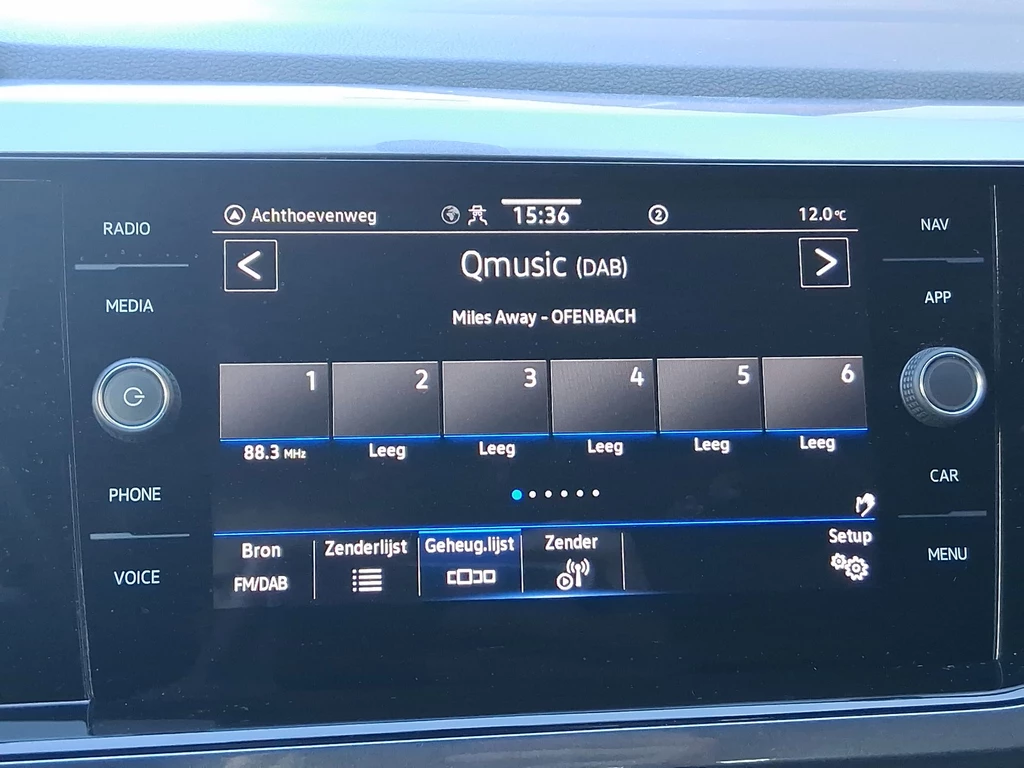 RADIO
MEDIA
PHONE
VOICE
Achthoevenweg 15:36 2 12.0°C
< Qmusic (DAB) >
Miles Away - OFENBACH
1 2 3 4 5 6
88.3 MHz Leeg Leeg Leeg Leeg Leeg
Bron Zenderlijst Geheug.lijst Zender Setup
FM/DAB
NAV
APP
CAR
MENU